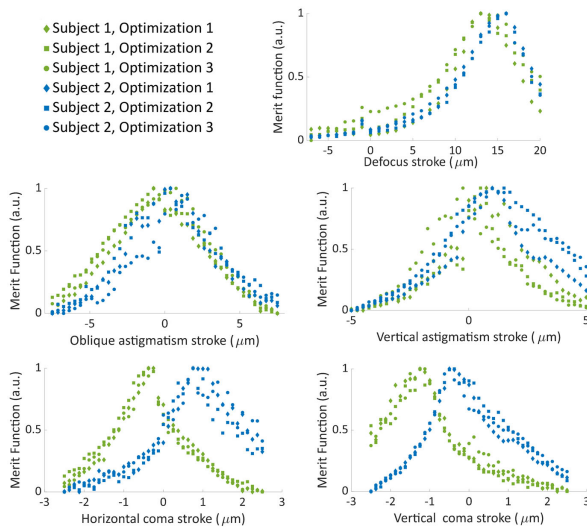 Subject 1, Optimization 1
Subject 1, Optimization 2
Subject 1, Optimization 3
Subject 2, Optimization 1
Subject 2, Optimization 2
Subject 2, Optimization 3
Merit function (a.u.)
1
0.5
0
-5 0 5 10 15 20
Defocus stroke (μm)
Merit Function (a.u.)
1
0.5
0
-5 0 5
Oblique astigmatism stroke (μm)
Merit Function (a.u.)
1
0.5
0
-5 0 5
Vertical astigmatism stroke (μm)
Merit Function (a.u.)
1
0.5
0
-3 -2 -1 0 1 2 3
Horizontal coma stroke (μm)
Merit Function (a.u.)
1
0.5
0
-3 -2 -1 0 1 2 3
Vertical coma stroke (μm)